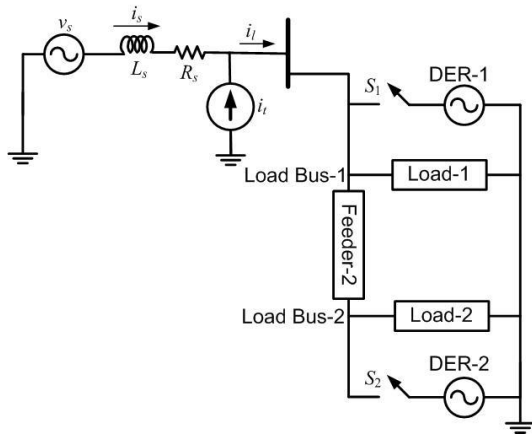 v_s
i_s
L_s
R_s
i_l
i_t
S_1
DER-1
Load Bus-1
Load-1
Feeder-2
Load Bus-2
Load-2
S_2
DER-2